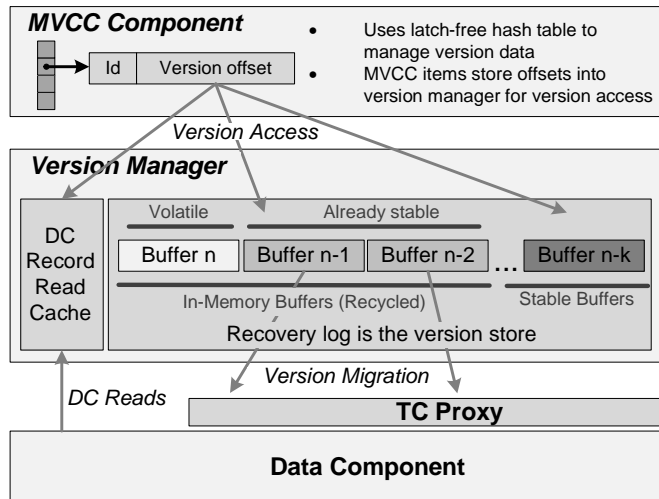 MVCC Component
• Uses latch-free hash table to
manage version data
• MVCC items store offsets into
version manager for version access
Id Version offset
Version Access
Version Manager
DC
Record
Read
Cache
Volatile Already stable
Buffer n Buffer n-1 Buffer n-2 ... Buffer n-k
In-Memory Buffers (Recycled) Stable Buffers
Recovery log is the version store
DC Reads
Version Migration
TC Proxy
Data Component